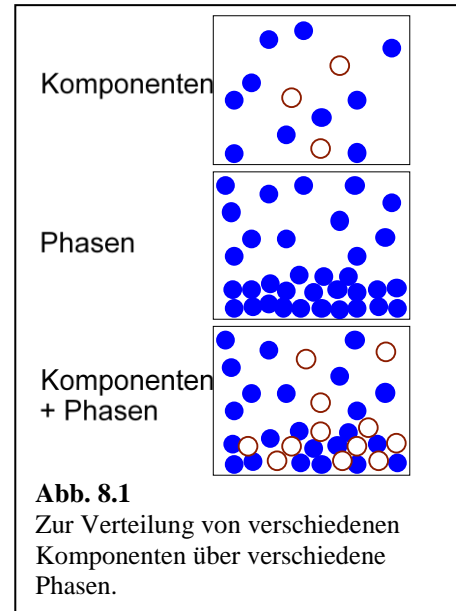 Komponenten
Phasen
Komponenten
+ Phasen
Abb. 8.1
Zur Verteilung von verschiedenen
Komponenten über verschiedene
Phasen.